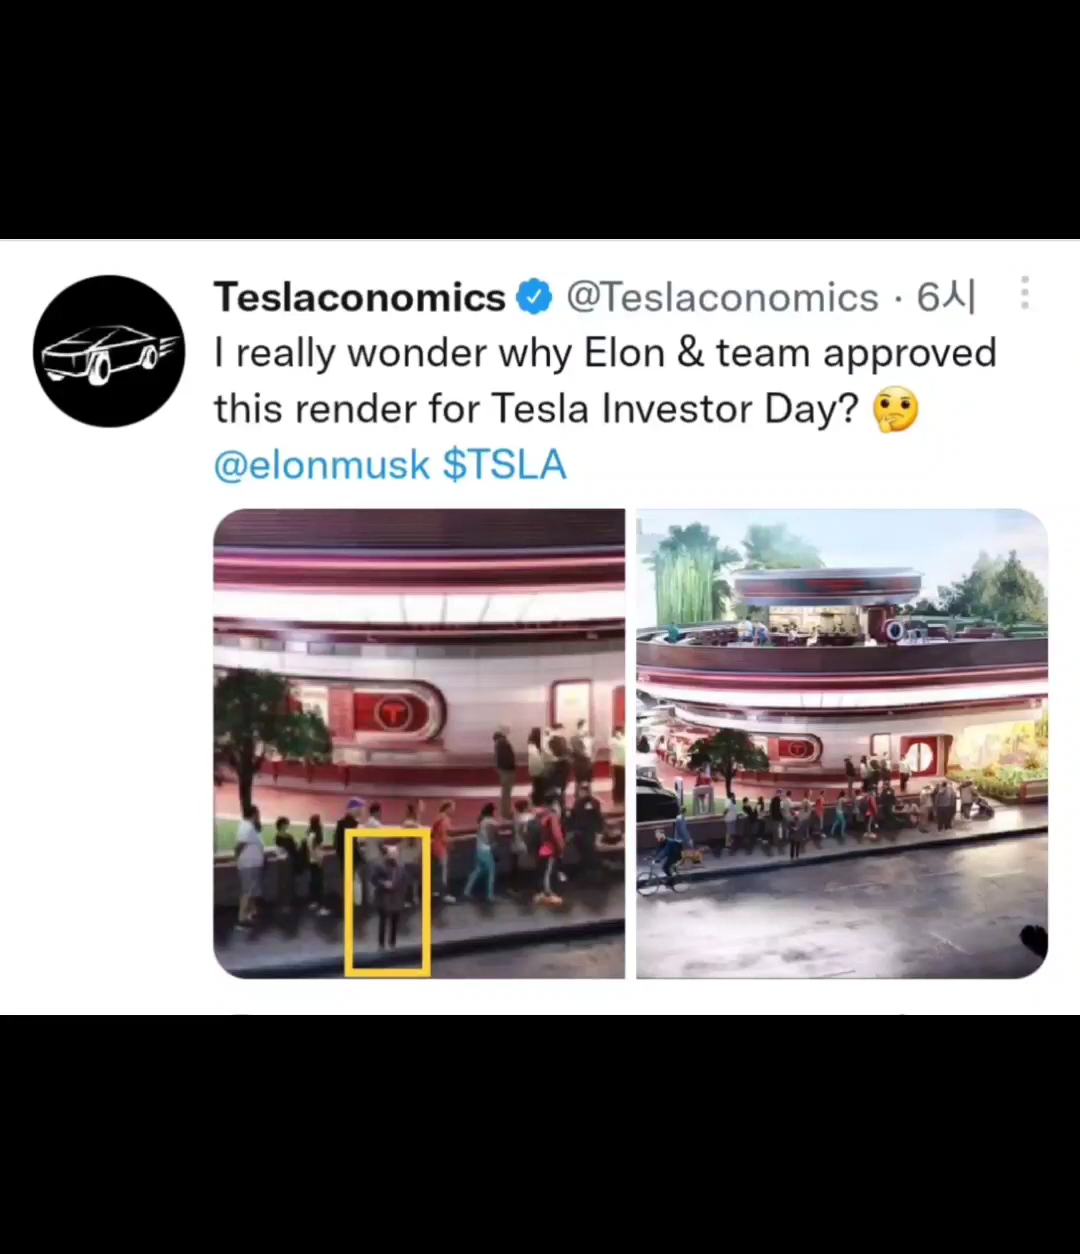 Teslaconomics @Teslaconomics · 6시
I really wonder why Elon & team approved
this render for Tesla Investor Day? 🤔
@elonmusk $TSLA
T
T